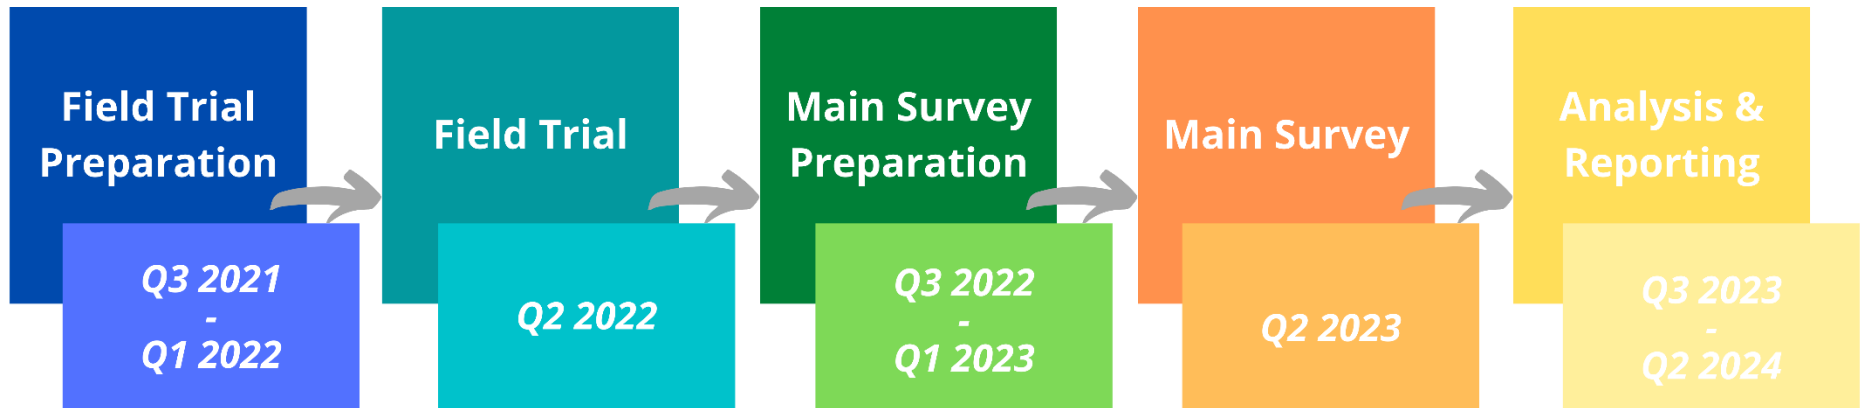 Field Trial
Preparation
Q3 2021
-
Q1 2022
Field Trial
Q2 2022
Main Survey
Preparation
Q3 2022
-
Q1 2023
Main Survey
Q2 2023
Analysis &
Reporting
Q3 2023
-
Q2 2024